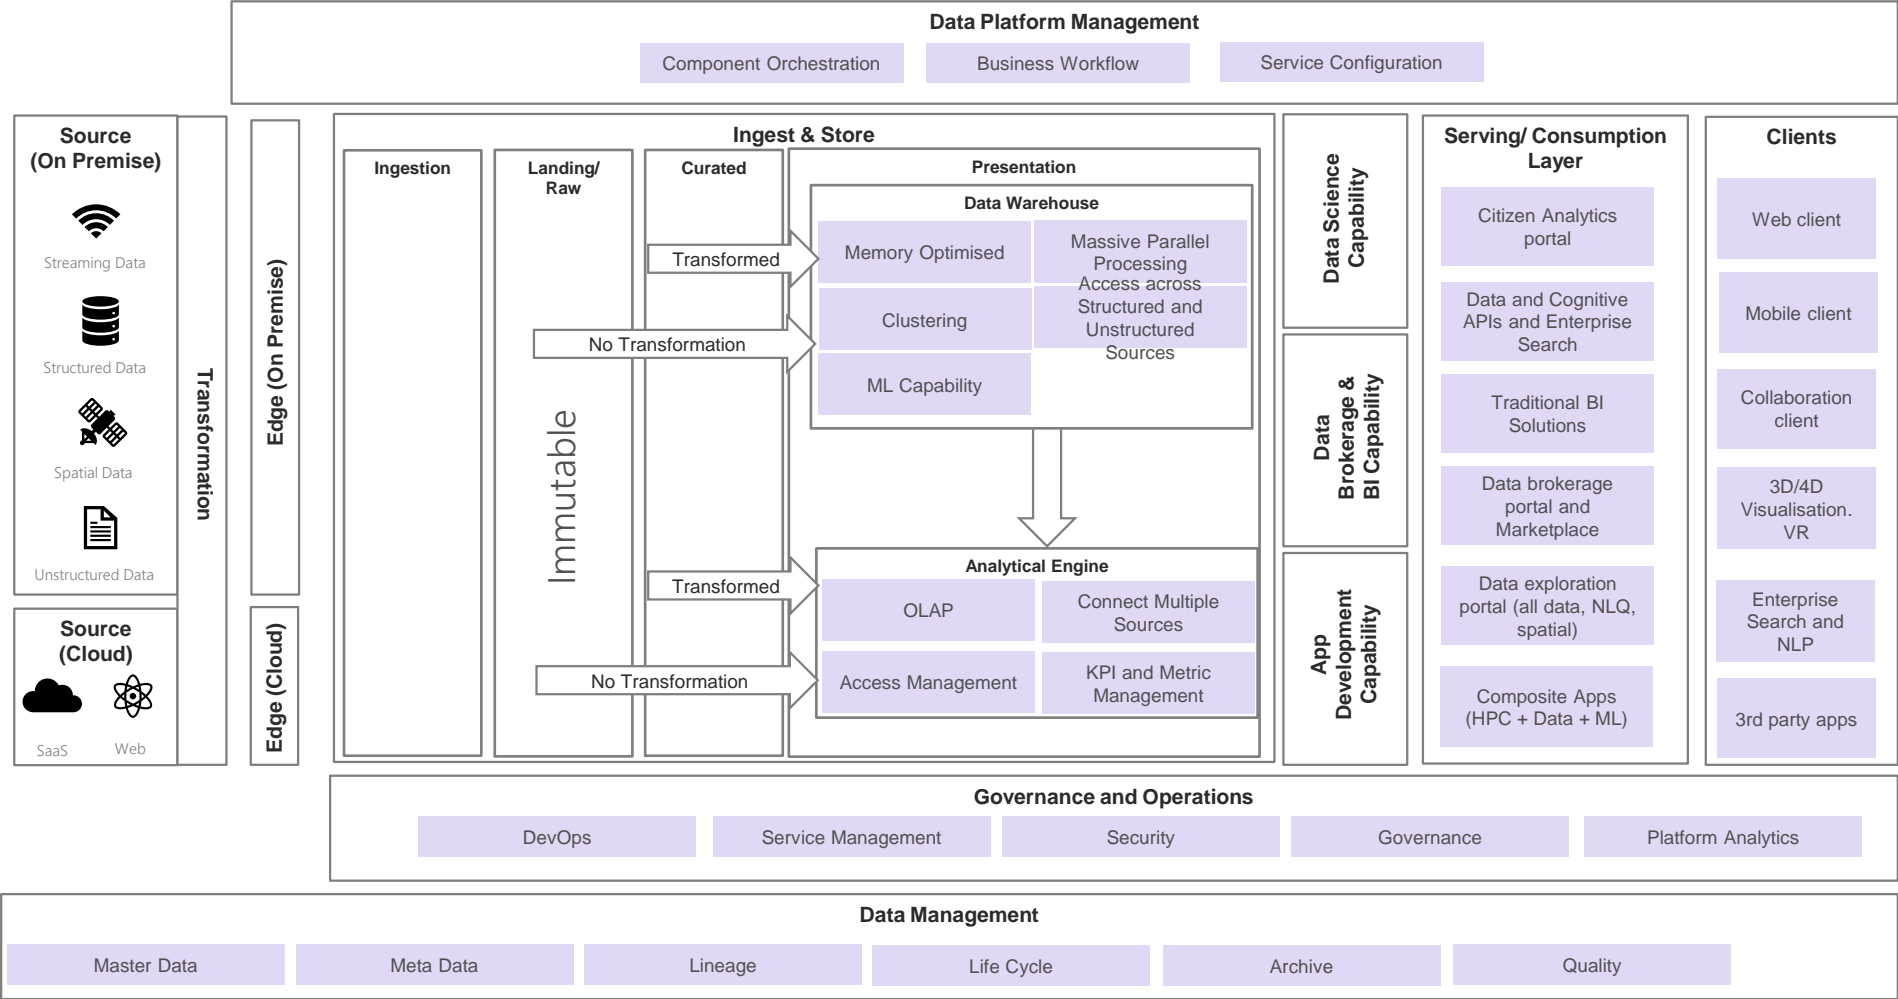 Data Platform Management
Component Orchestration
Business Workflow
Service Configuration
Source
(On Premise)
Streaming Data
Structured Data
Spatial Data
Unstructured Data
Source
(Cloud)
SaaS
Web
Transformation
Edge (On Premise)
Edge (Cloud)
Ingest & Store
Ingestion
Landing/
Raw
Immutable
Curated
Presentation
Data Warehouse
Memory Optimised
Massive Parallel
Processing
Clustering
Access across
Structured and
Unstructured
Sources
ML Capability
Transformed
No Transformation
Analytical Engine
OLAP
Connect Multiple
Sources
Access Management
KPI and Metric
Management
Transformed
No Transformation
Data Science
Capability
Data
Brokerage &
BI Capability
App
Development
Capability
Serving/ Consumption
Layer
Citizen Analytics
portal
Data and Cognitive
APIs and Enterprise
Search
Traditional BI
Solutions
Data brokerage
portal and
Marketplace
Data exploration
portal (all data, NLQ,
spatial)
Composite Apps
(HPC + Data + ML)
Clients
Web client
Mobile client
Collaboration
client
3D/4D
Visualisation.
VR
Enterprise
Search and
NLP
3rd party apps
Governance and Operations
DevOps
Service Management
Security
Governance
Platform Analytics
Data Management
Master Data
Meta Data
Lineage
Life Cycle
Archive
Quality